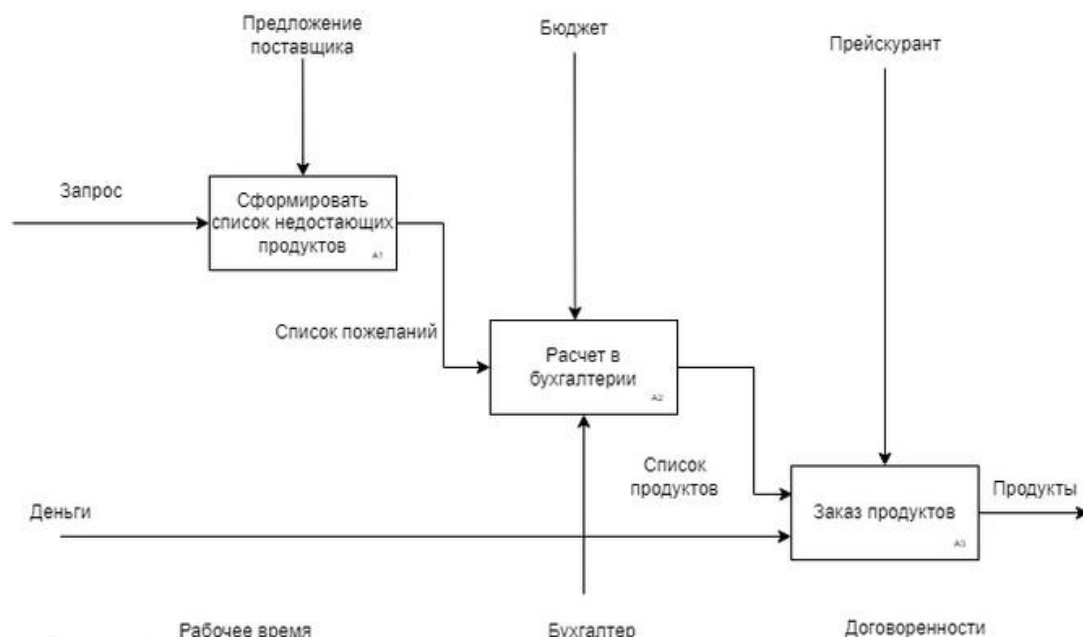 Предложение
поставщика
Бюджет
Прейскурант
Запрос
Сформировать
список недостающих
продуктов
A1
Список пожеланий
Расчет в
бухгалтерии
A2
Список
продуктов
Продукты
Деньги
Заказ продуктов
A3
Рабочее время
Бухгалтер
Договоренности